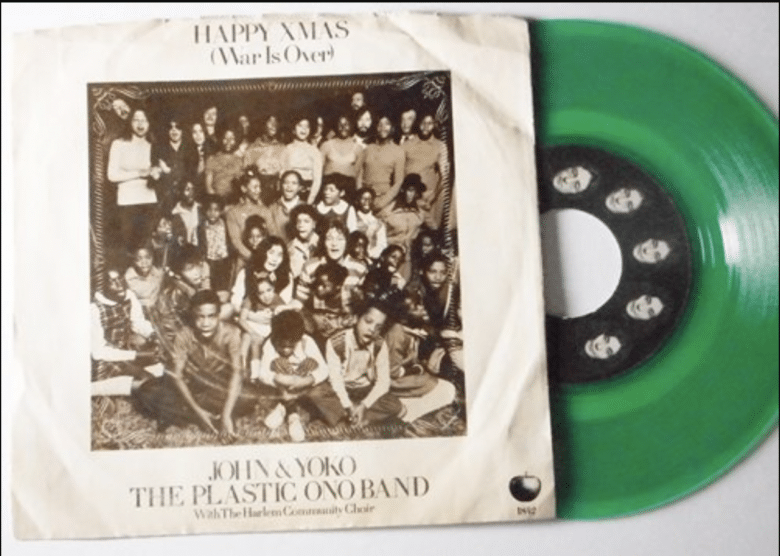 HAPPY XMAS
(War Is Over)
JOHN & YOKO
THE PLASTIC ONO BAND
With The Harlem Community Choir
1842